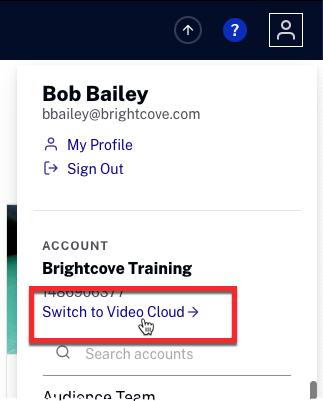 ?
Bob Bailey
bbailey@brightcove.com
My Profile
Sign Out
ACCOUNT
Brightcove Training
1486906377
Switch to Video Cloud →
Search accounts
Audience Team